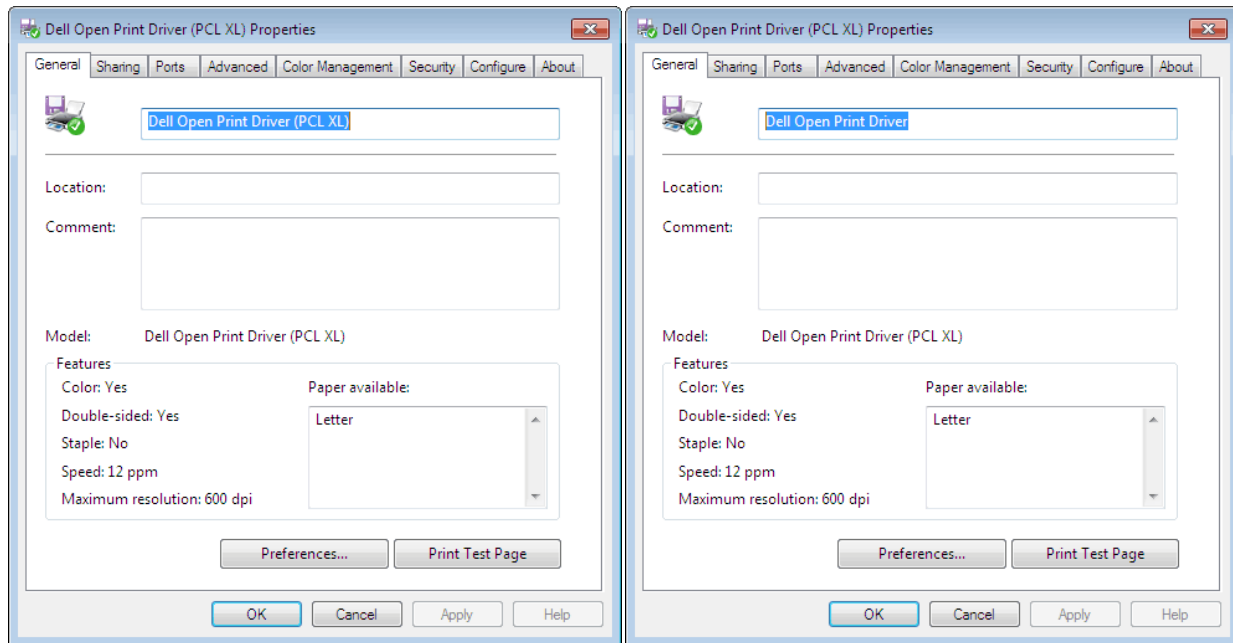 Dell Open Print Driver (PCL XL) Properties
General Sharing Ports Advanced Color Management Security Configure About
Dell Open Print Driver (PCL XL)
Location:
Comment:
Model: Dell Open Print Driver (PCL XL)
Features
Color: Yes Paper available:
Double-sided: Yes Letter
Staple: No
Speed: 12 ppm
Maximum resolution: 600 dpi
Preferences... Print Test Page
OK Cancel Apply Help
Dell Open Print Driver (PCL XL) Properties
General Sharing Ports Advanced Color Management Security Configure About
Dell Open Print Driver
Location:
Comment:
Model: Dell Open Print Driver (PCL XL)
Features
Color: Yes Paper available:
Double-sided: Yes Letter
Staple: No
Speed: 12 ppm
Maximum resolution: 600 dpi
Preferences... Print Test Page
OK Cancel Apply Help